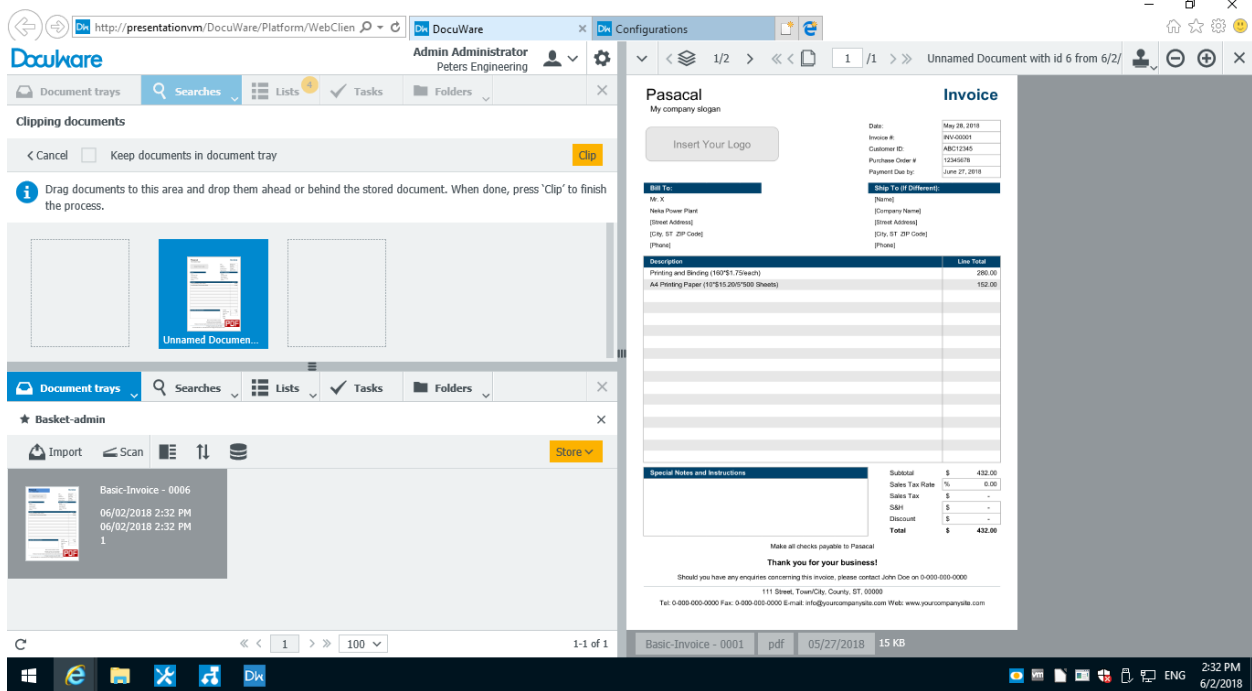 http://presentationvm/DocuWare/Platform/WebClien
DocuWare
Configurations
DocuWare
Admin Administrator
Peters Engineering
1/2
1 /1
Unnamed Document with id 6 from 6/2/
Document trays
Searches
Lists 4
Tasks
Folders
Clipping documents
Cancel
Keep documents in document tray
Clip
Drag documents to this area and drop them ahead or behind the stored document. When done, press 'Clip' to finish
the process.
PDF
Unnamed Documen...
Document trays
Searches
Lists
Tasks
Folders
Basket-admin
Import
Scan
Store
Basic-Invoice - 0006
06/02/2018 2:32 PM
06/02/2018 2:32 PM
1
PDF
1
100
1-1 of 1
Pasacal
Invoice
My company slogan
Insert Your Logo
Date: May 28, 2018
Invoice #: INV-00001
Customer ID: ABC12345
Purchase Order # 12345678
Payment Due by: June 27, 2018
Bill To:
Ship To (If Different):
Mr. X
[Name]
Neka Power Plant
[Company Name]
[Street Address]
[Street Address]
[City, ST ZIP Code]
[City, ST ZIP Code]
[Phone]
[Phone]
Description
Line Total
Printing and Binding (160*$1.75/each) 280.00
A4 Printing Paper (10*$15.20/5*500 Sheets) 152.00
Special Notes and Instructions
Subtotal $ 432.00
Sales Tax Rate % 0.00
Sales Tax $ -
S&H $ -
Discount $ -
Total $ 432.00
Make all checks payable to Pasacal
Thank you for your business!
Should you have any enquiries concerning this invoice, please contact John Doe on 0-000-000-0000
111 Street, Town/City, County, ST, 00000
Tel: 0-000-000-0000 Fax: 0-000-000-0000 E-mail: info@yourcompanysite.com Web: www.yourcompanysite.com
Basic-Invoice - 0001
pdf
05/27/2018
15 KB
DW
ENG
2:32 PM
6/2/2018